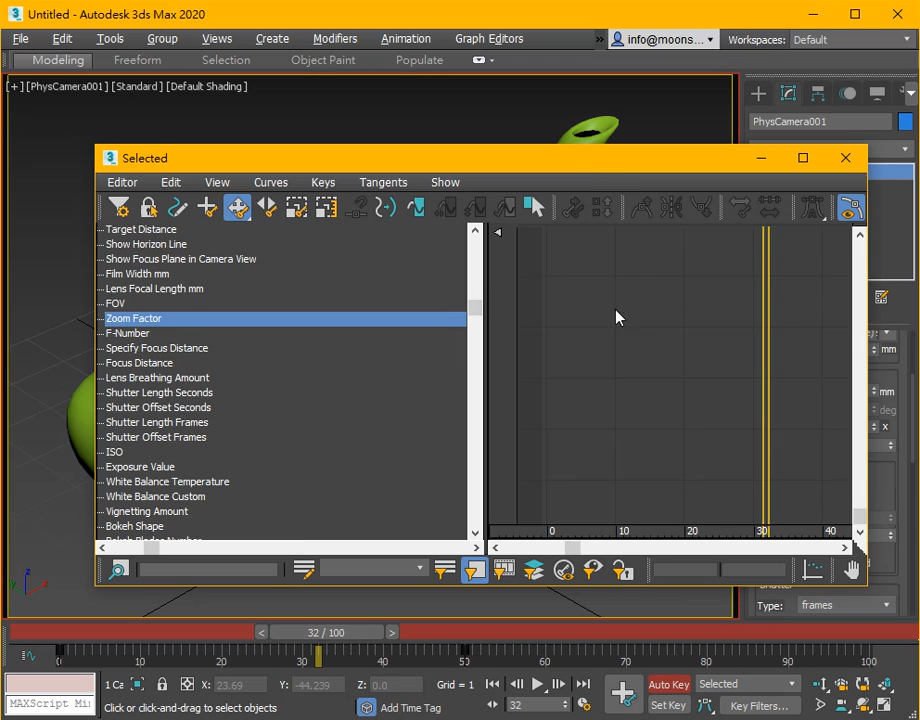 Untitled - Autodesk 3ds Max 2020
File Edit Tools Group Views Create Modifiers Animation Graph Editors » info@moons... Workspaces: Default
Modeling Freeform Selection Object Paint Populate
[+] [PhysCamera001] [Standard] [Default Shading]
PhysCamera001
Selected
Editor Edit View Curves Keys Tangents Show
Target Distance
Show Horizon Line
Show Focus Plane in Camera View
Film Width mm
Lens Focal Length mm
FOV
Zoom Factor
F-Number
Specify Focus Distance
Focus Distance
Lens Breathing Amount
Shutter Length Seconds
Shutter Offset Seconds
Shutter Length Frames
Shutter Offset Frames
ISO
Exposure Value
White Balance Temperature
White Balance Custom
Vignetting Amount
Bokeh Shape
0 10 20 30 40
mm
mm
deg
x
Type: frames
< 32 / 100 >
0 10 20 30 40 50 60 70 80 90 100
1 Ca X: 23.69 Y: -44.239 Z: 0.0 Grid = 1 Auto Key Selected
MAXScript Mi Click or click-and-drag to select objects Add Time Tag 32 Set Key Key Filters...